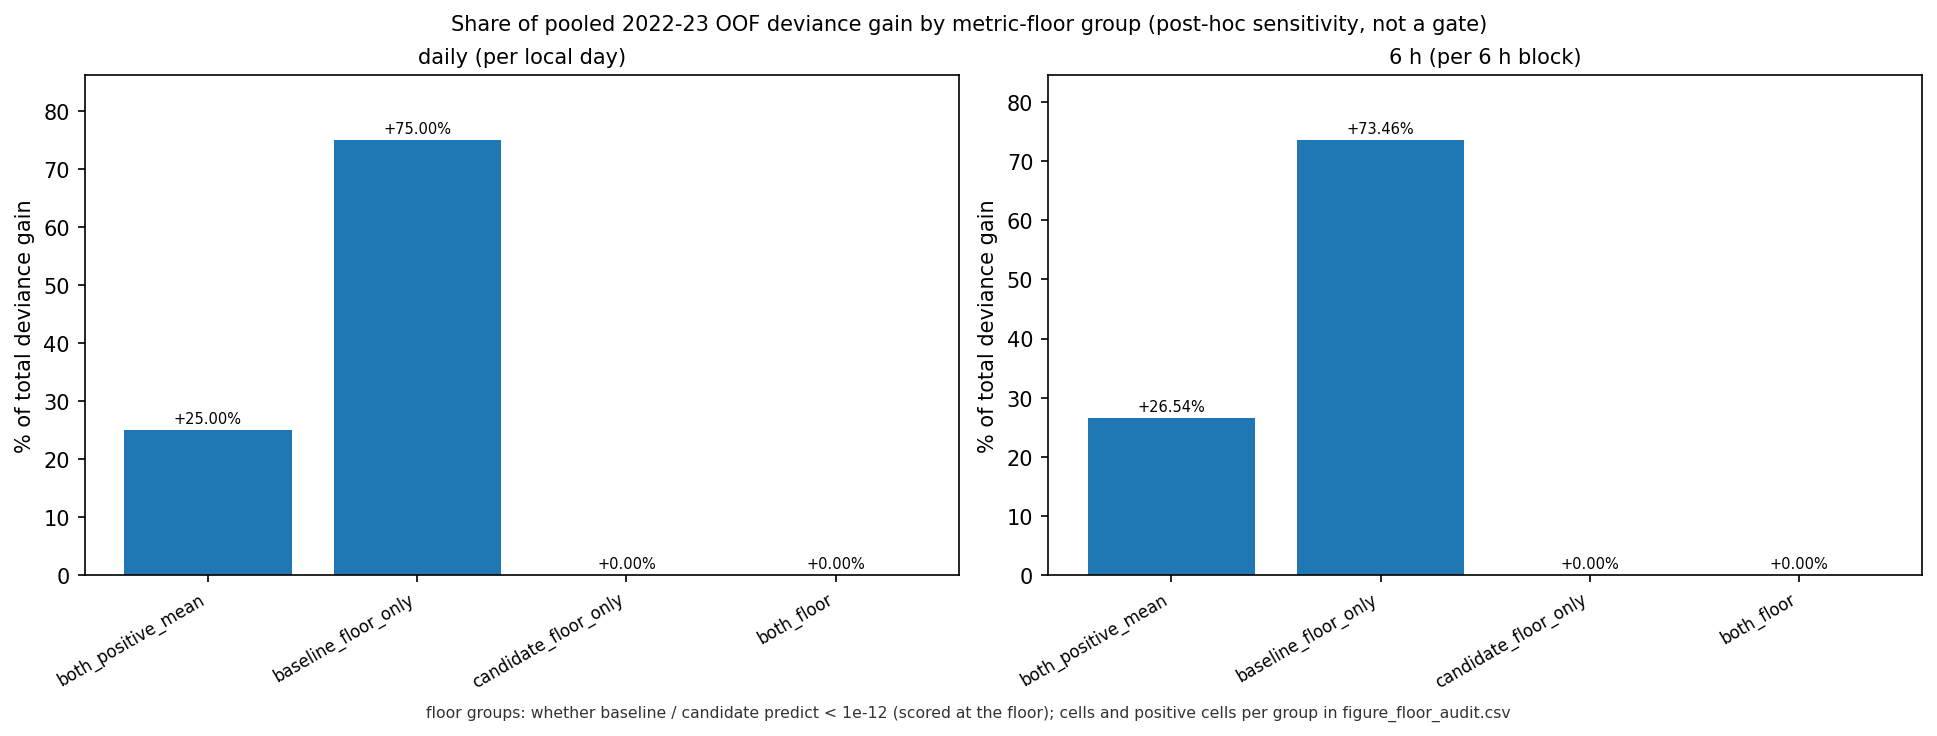 Share of pooled 2022-23 OOF deviance gain by metric-floor group (post-hoc sensitivity, not a gate)
daily (per local day)
% of total deviance gain
80
70
60
50
40
30
20
10
0
+25.00%
+75.00%
+0.00%
+0.00%
both_positive_mean
baseline_floor_only
candidate_floor_only
both_floor
6 h (per 6 h block)
% of total deviance gain
80
70
60
50
40
30
20
10
0
+26.54%
+73.46%
+0.00%
+0.00%
both_positive_mean
baseline_floor_only
candidate_floor_only
both_floor
floor groups: whether baseline / candidate predict < 1e-12 (scored at the floor); cells and positive cells per group in figure_floor_audit.csv